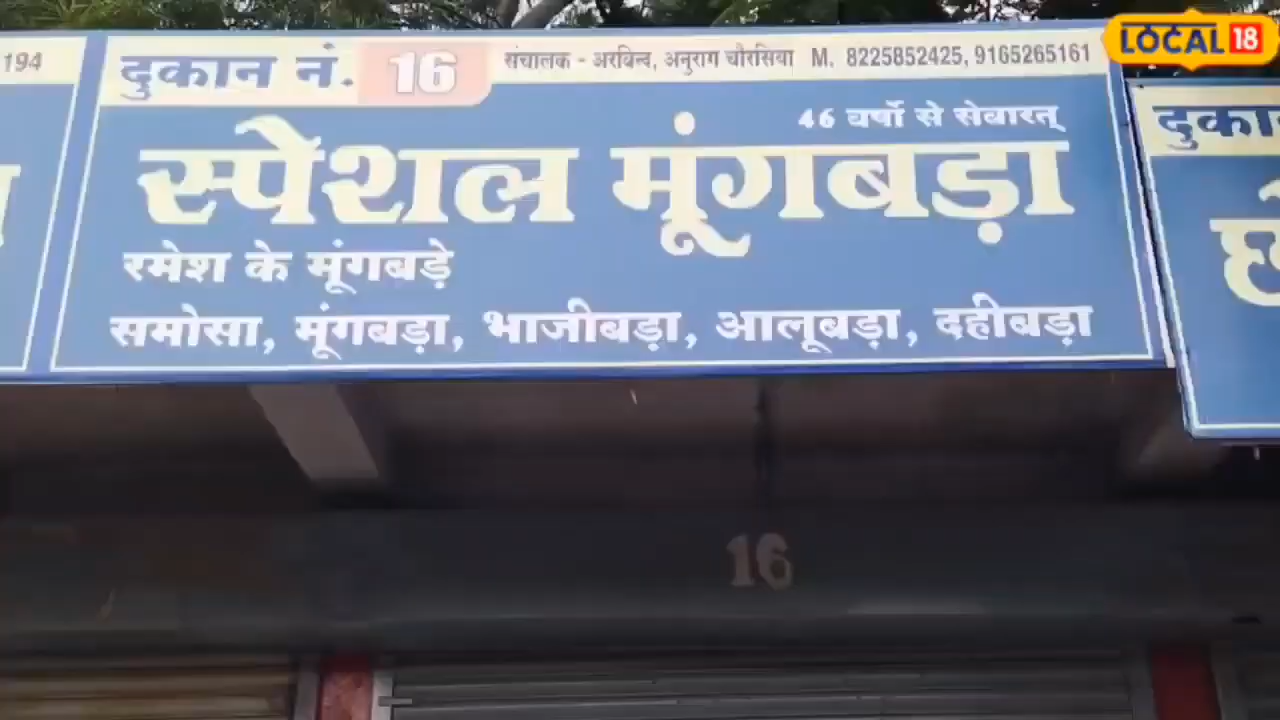 194
दुकान नं. 16 संचालक - अरविन्द, अनुराग चौरसिया M. 8225852425, 9165265161
46 वर्षो से सेवारत्
स्पेशल मूंगबड़ा
रमेश के मूंगबड़े
समोसा, मूंगबड़ा, भाजीबड़ा, आलूबड़ा, दहीबड़ा
16
LOCAL 18